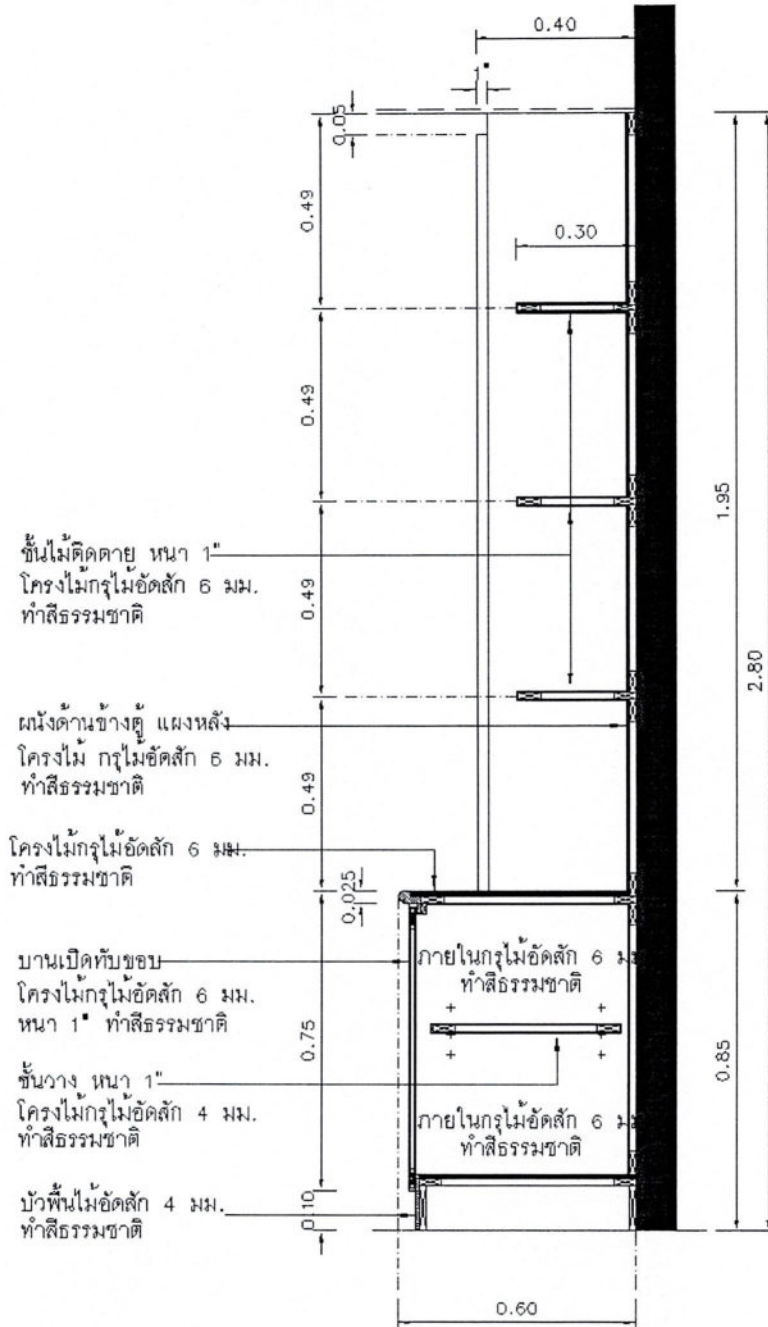 0.40
1"
0.05
0.49
0.30
0.49
1.95
ชั้นไม้ติดตาย หนา 1"
โครงไม้กรุไม้อัดสัก 6 มม.
ทำสีธรรมชาติ
0.49
2.80
ผนังด้านข้างตู้ แผงหลัง
โครงไม้ กรุไม้อัดสัก 6 มม.
ทำสีธรรมชาติ
0.49
โครงไม้กรุไม้อัดสัก 6 มม.
ทำสีธรรมชาติ
0.025
บานเปิดทับขอบ
โครงไม้กรุไม้อัดสัก 6 มม.
หนา 1" ทำสีธรรมชาติ
ภายในกรุไม้อัดสัก 6 มม
ทำสีธรรมชาติ
0.75
0.85
ชั้นวาง หนา 1"
โครงไม้กรุไม้อัดสัก 4 มม.
ทำสีธรรมชาติ
ภายในกรุไม้อัดสัก 6 มม
ทำสีธรรมชาติ
บัวพื้นไม้อัดสัก 4 มม.
ทำสีธรรมชาติ
0.10
0.60